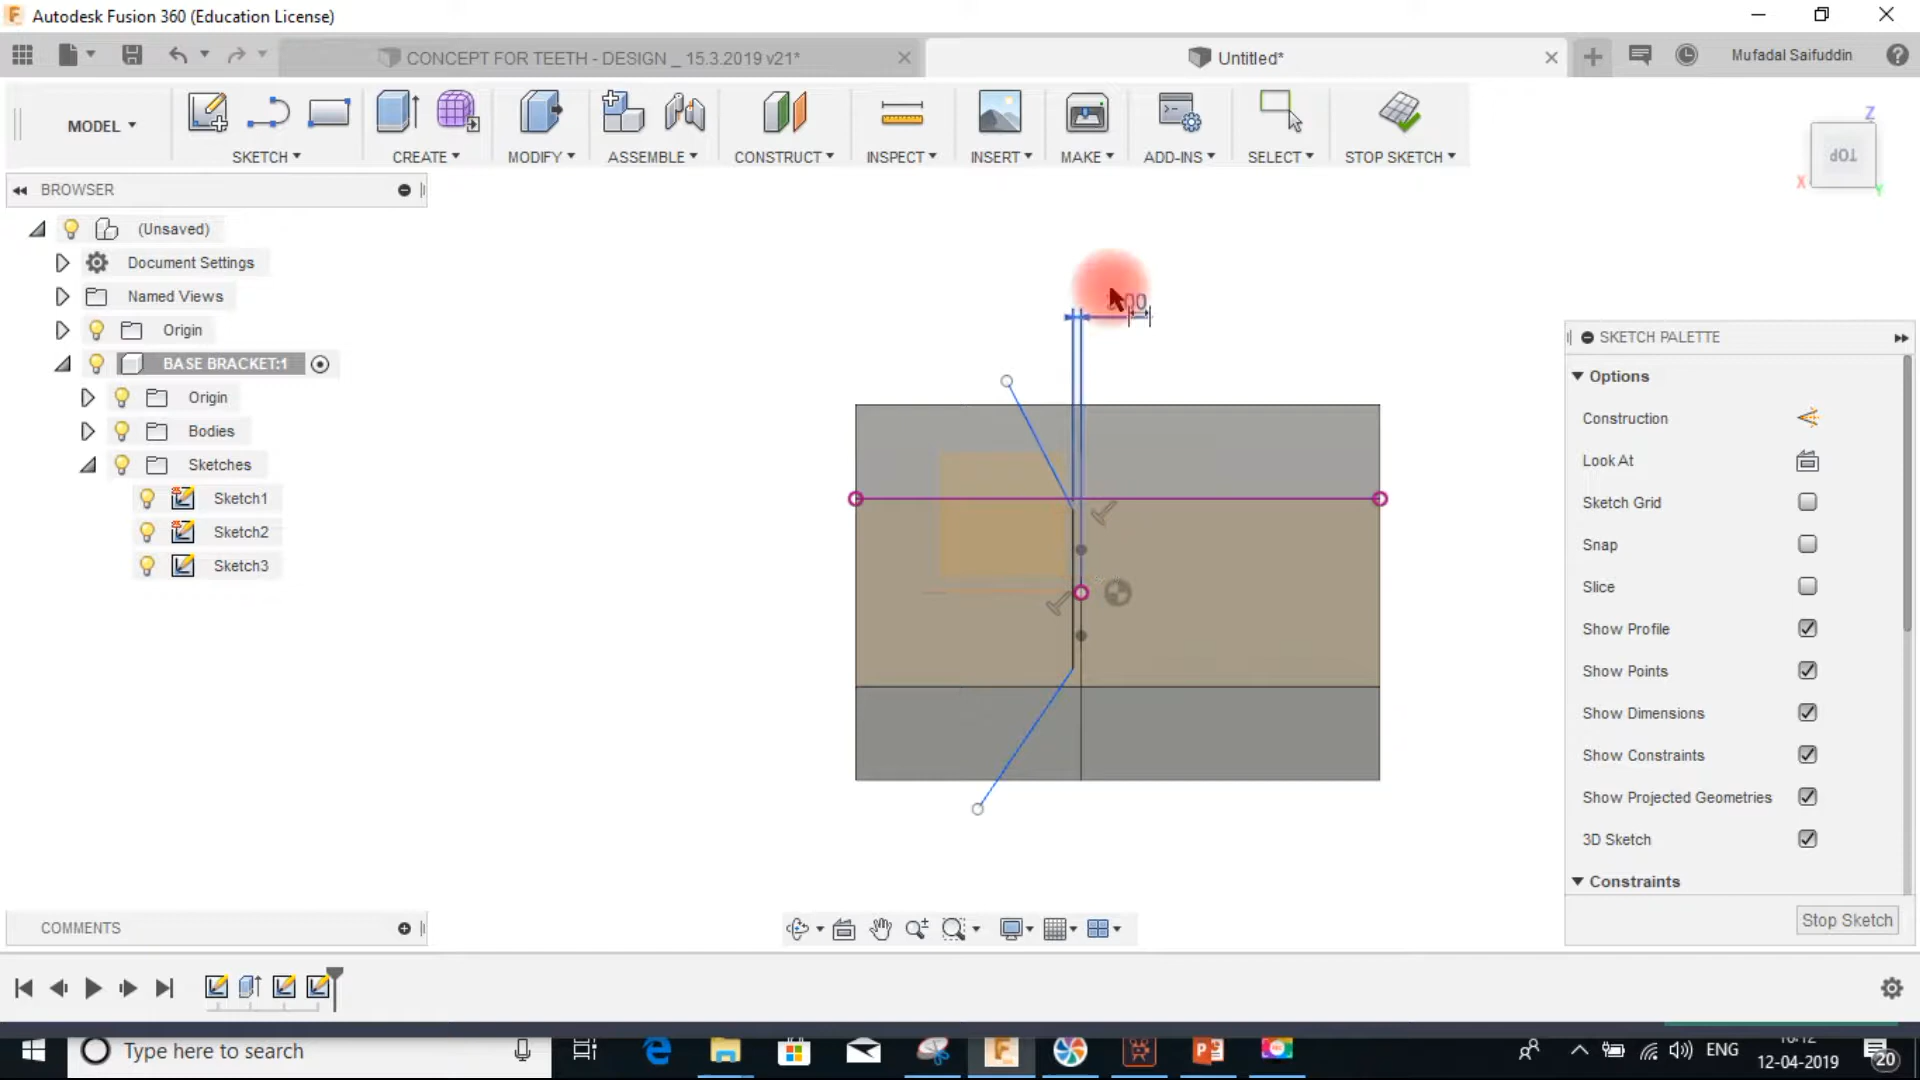 Autodesk Fusion 360 (Education License)
CONCEPT FOR TEETH - DESIGN _ 15.3.2019 v21*
Untitled*
Mufadal Saifuddin
MODEL
SKETCH
CREATE
MODIFY
ASSEMBLE
CONSTRUCT
INSPECT
INSERT
MAKE
ADD-INS
SELECT
STOP SKETCH
Z
TOP
X
Y
BROWSER
(Unsaved)
Document Settings
Named Views
Origin
BASE BRACKET:1
Origin
Bodies
Sketches
Sketch1
Sketch2
Sketch3
SKETCH PALETTE
Options
Construction
Look At
Sketch Grid
Snap
Slice
Show Profile
Show Points
Show Dimensions
Show Constraints
Show Projected Geometries
3D Sketch
Constraints
Stop Sketch
COMMENTS
Type here to search
ENG
12-04-2019
20